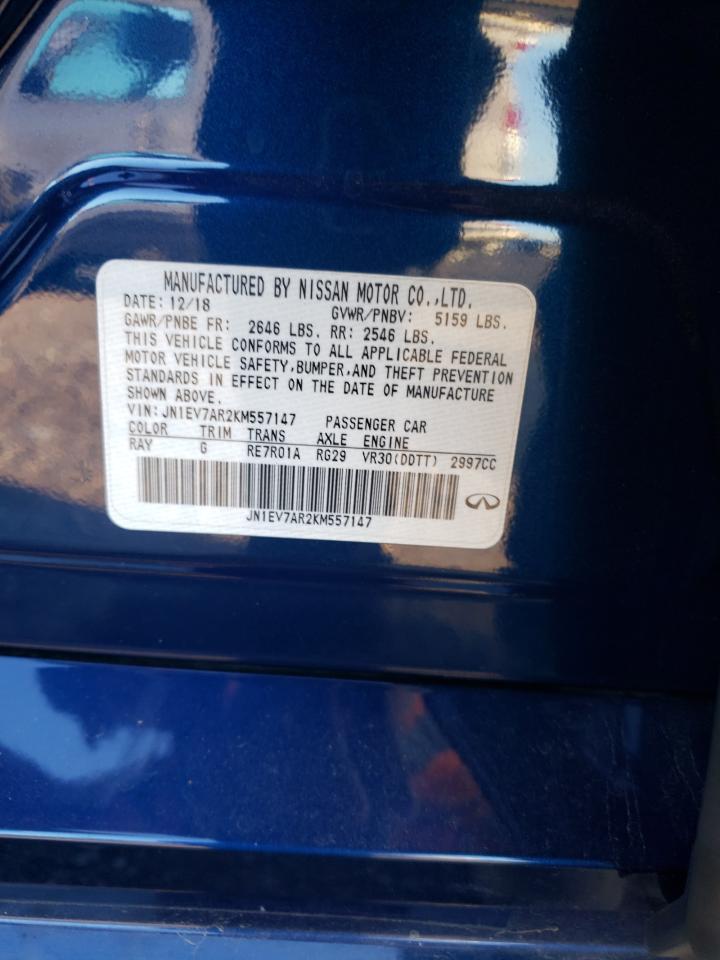 MANUFACTURED BY NISSAN MOTOR CO.,LTD.
DATE: 12/18 GVWR/PNBV: 5159 LBS.
GAWR/PNBE FR: 2646 LBS. RR: 2546 LBS.
THIS VEHICLE CONFORMS TO ALL APPLICABLE FEDERAL
MOTOR VEHICLE SAFETY,BUMPER,AND THEFT PREVENTION
STANDARDS IN EFFECT ON THE DATE OF MANUFACTURE
SHOWN ABOVE.
VIN: JN1EV7AR2KM557147 PASSENGER CAR
COLOR TRIM TRANS AXLE ENGINE
RAY G RE7R01A RG29 VR30(DDTT) 2997CC
JN1EV7AR2KM557147